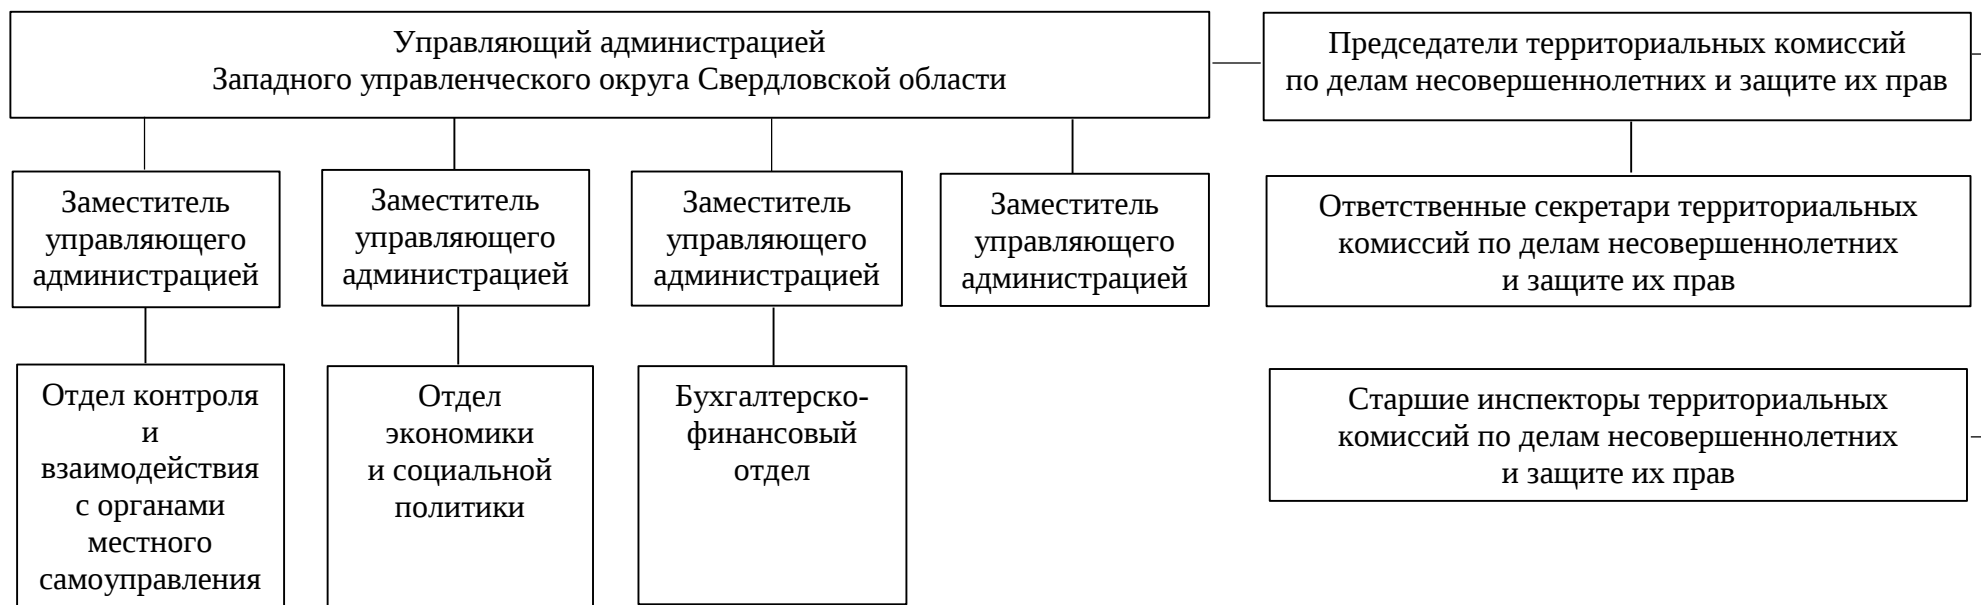 Управляющий администрацией
Западного управленческого округа Свердловской области
Председатели территориальных комиссий
по делам несовершеннолетних и защите их прав
Заместитель
управляющего
администрацией
Заместитель
управляющего
администрацией
Заместитель
управляющего
администрацией
Заместитель
управляющего
администрацией
Ответственные секретари территориальных
комиссий по делам несовершеннолетних
и защите их прав
Отдел контроля
и
взаимодействия
с органами
местного
самоуправления
Отдел
экономики
и социальной
политики
Бухгалтерско-
финансовый
отдел
Старшие инспекторы территориальных
комиссий по делам несовершеннолетних
и защите их прав